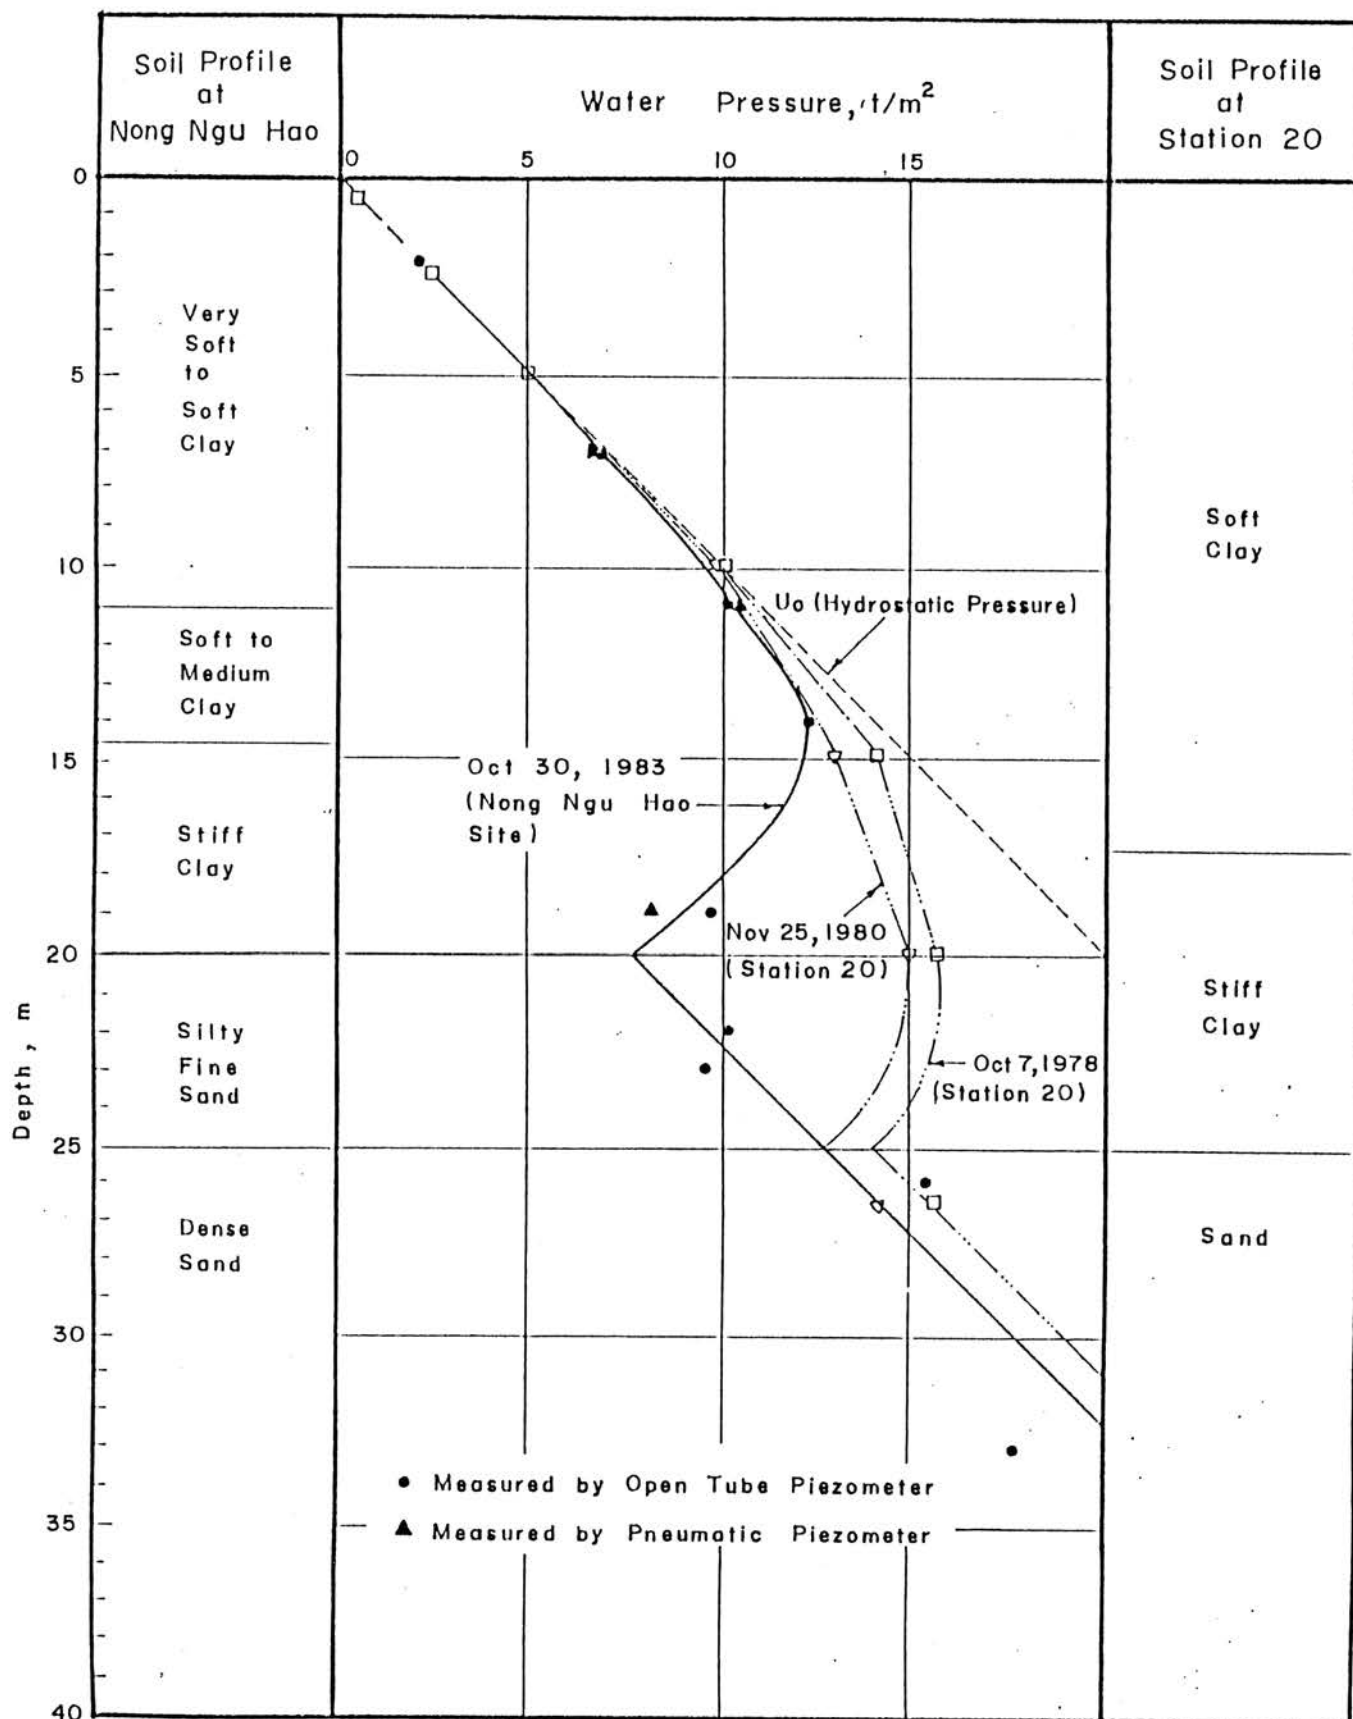 Soil Profile
at
Nong Ngu Hao
Water Pressure, t/m²
Soil Profile
at
Station 20
0
5
10
15
0
5
10
15
20
25
30
35
40
Depth, m
Very
Soft
to
Soft
Clay
Soft to
Medium
Clay
Stiff
Clay
Silty
Fine
Sand
Dense
Sand
Uo (Hydrostatic Pressure)
Oct 30, 1983
(Nong Ngu Hao
Site)
Nov 25, 1980
(Station 20)
Oct 7, 1978
(Station 20)
● Measured by Open Tube Piezometer
▲ Measured by Pneumatic Piezometer
Soft
Clay
Stiff
Clay
Sand